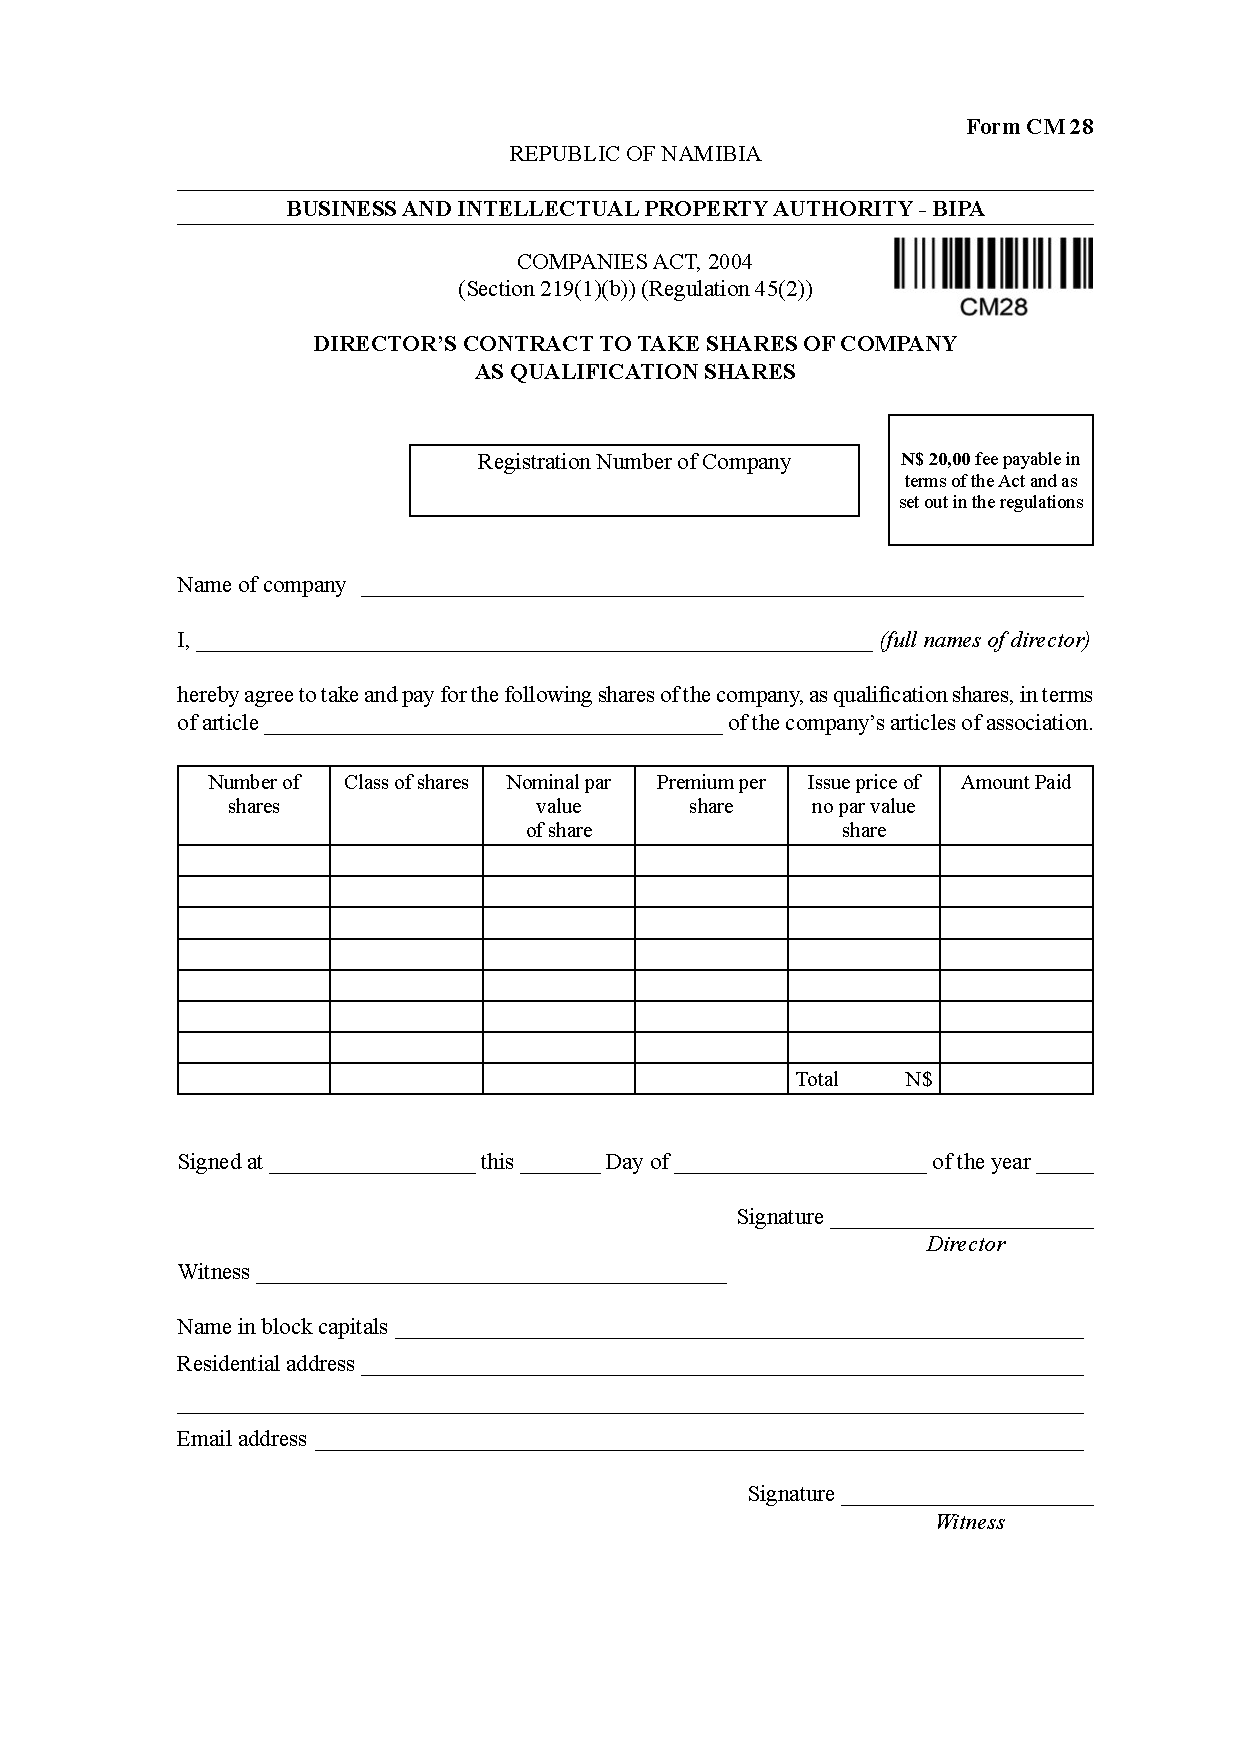 Form CM 28
REPUBLIC OF NAMIBIA
BUSINESS AND INTELLECTUAL PROPERTY AUTHORITY - BIPA
COMPANIES ACT, 2004
(Section 219(1)(b)) (Regulation 45(2))
CM28
DIRECTOR'S CONTRACT TO TAKE SHARES OF COMPANY
AS QUALIFICATION SHARES
Registration Number of Company
N$ 20,00 fee payable in
terms of the Act and as
set out in the regulations
Name of company
I, (full names of director)
hereby agree to take and pay for the following shares of the company, as qualification shares, in terms
of article of the company's articles of association.
Number of
shares
Class of shares
Nominal par
value
of share
Premium per
share
Issue price of
no par value
share
Amount Paid
Total N$
Signed at this Day of of the year
Signature
Director
Witness
Name in block capitals
Residential address
Email address
Signature
Witness